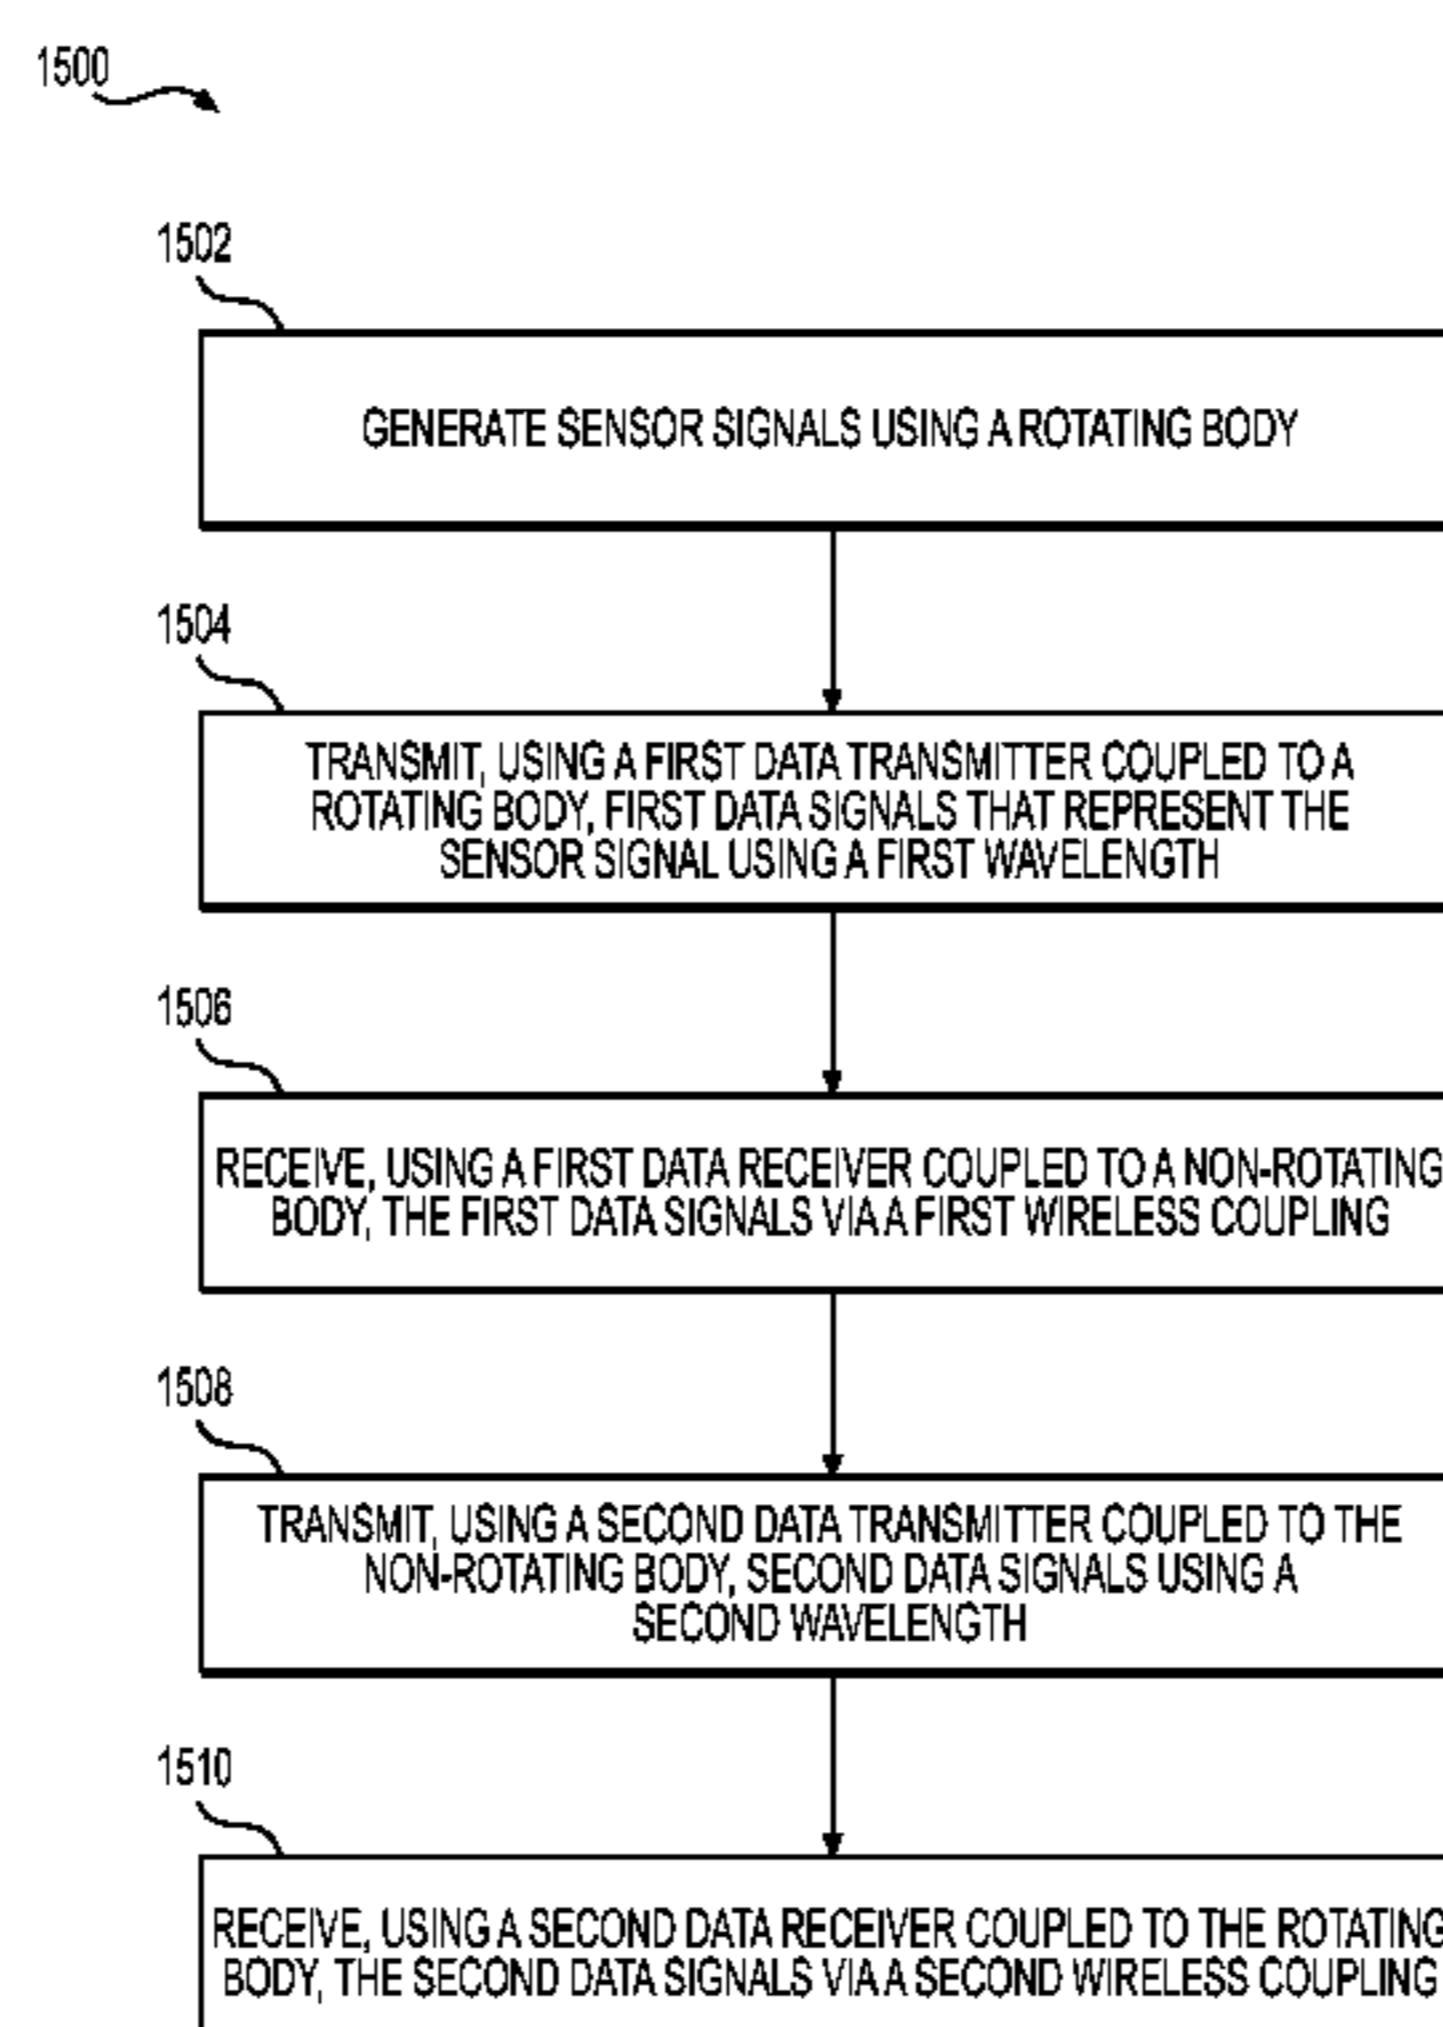 1500
1502
GENERATE SENSOR SIGNALS USING A ROTATING BODY
1504
TRANSMIT, USING A FIRST DATA TRANSMITTER COUPLED TO A
ROTATING BODY, FIRST DATA SIGNALS THAT REPRESENT THE
SENSOR SIGNAL USING A FIRST WAVELENGTH
1506
RECEIVE, USING A FIRST DATA RECEIVER COUPLED TO A NON-ROTATING
BODY, THE FIRST DATA SIGNALS VIA A FIRST WIRELESS COUPLING
1508
TRANSMIT, USING A SECOND DATA TRANSMITTER COUPLED TO THE
NON-ROTATING BODY, SECOND DATA SIGNALS USING A
SECOND WAVELENGTH
1510
RECEIVE, USING A SECOND DATA RECEIVER COUPLED TO THE ROTATING
BODY, THE SECOND DATA SIGNALS VIA A SECOND WIRELESS COUPLING